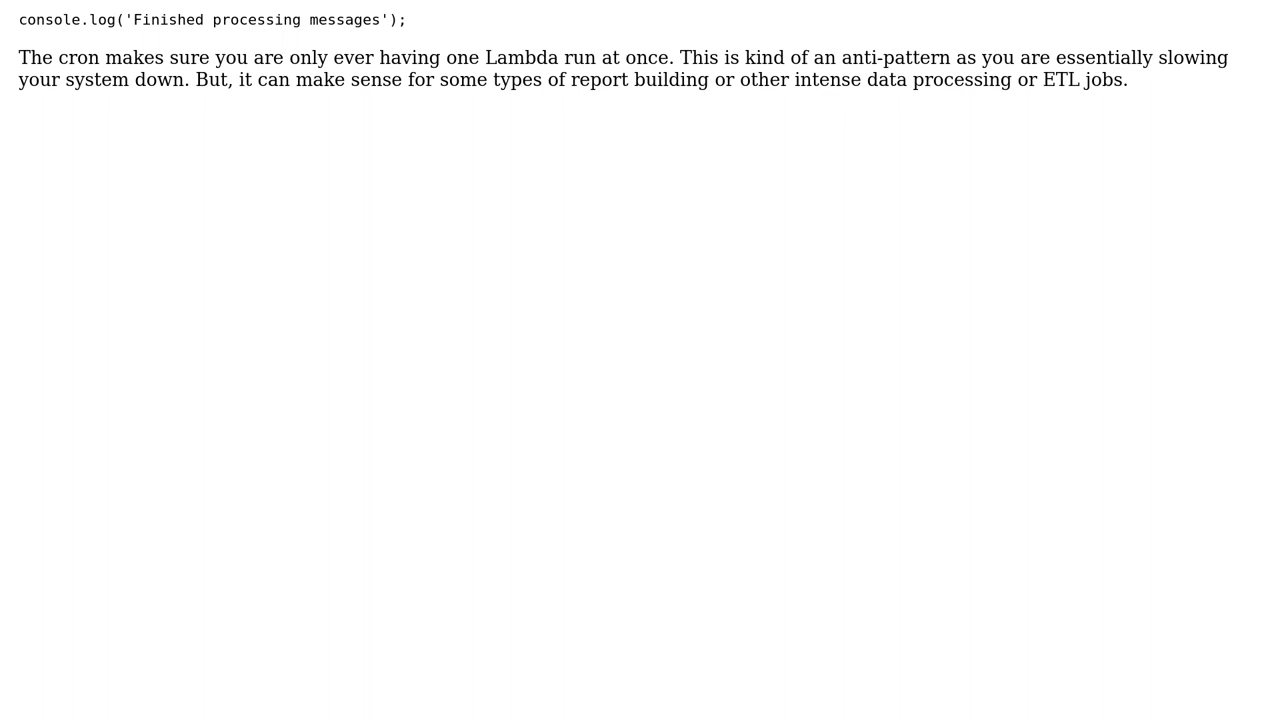 console.log('Finished processing messages');
The cron makes sure you are only ever having one Lambda run at once. This is kind of an anti-pattern as you are essentially slowing
your system down. But, it can make sense for some types of report building or other intense data processing or ETL jobs.